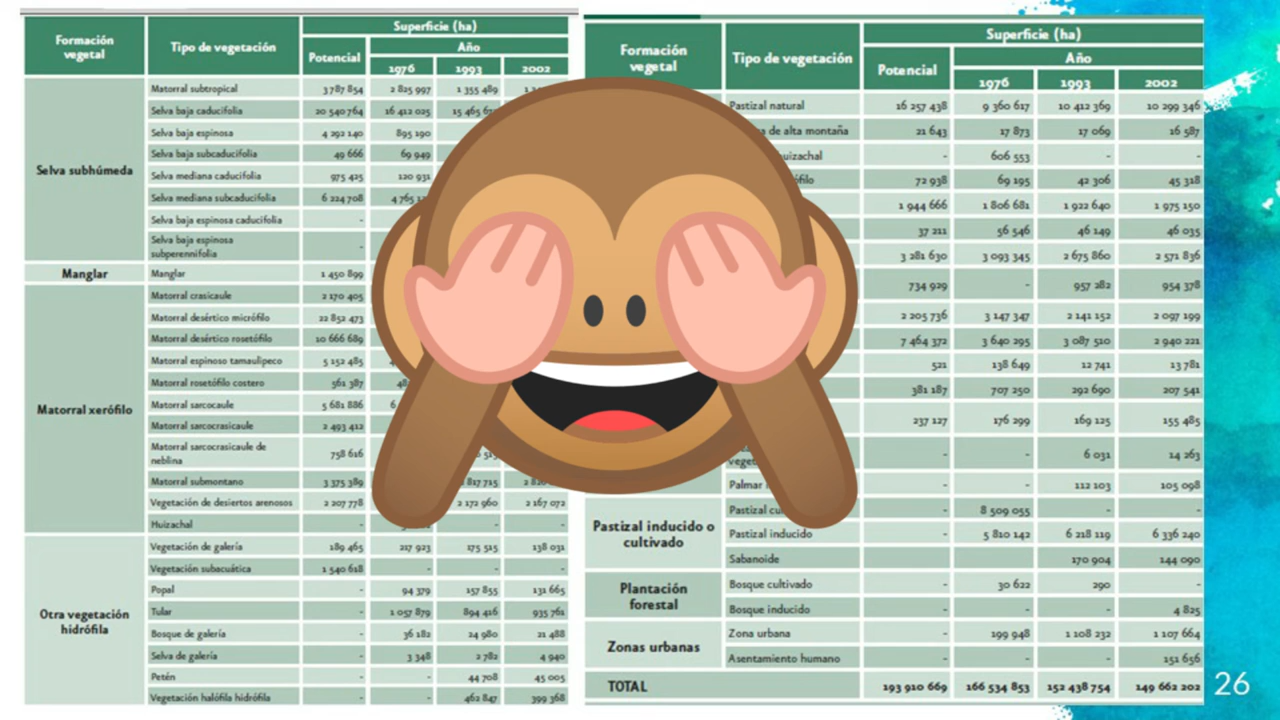 Formación vegetal Tipo de vegetación Superficie (ha)
Potencial Año
1976 1993 2002
Selva subhúmeda
Matorral subtropical 3 787 854 2 825 997 1 355 489
Selva baja caducifolia 20 540 764 16 412 025 15 465
Selva baja espinosa 4 292 140 895 190
Selva baja subcaducifolia 49 666 69 949
Selva mediana caducifolia 975 425 120 931
Selva mediana subcaducifolia 6 224 708 4 765
Selva baja espinosa caducifolia -
Selva baja espinosa
subperennifolia -
Manglar Manglar 1 450 899
Matorral xerófilo
Matorral crasicaule 2 170 405
Matorral desértico micrófilo 22 852 473
Matorral desértico rosetófilo 10 666 689
Matorral espinoso tamaulipeco 5 152 485
Matorral rosetófilo costero 561 387
Matorral sarcocaule 5 681 886
Matorral sarcocrasicaule 2 493 412
Matorral sarcocrasicaule de
neblina 758 616
Matorral submontano 3 375 389 817 715
Vegetación de desiertos arenosos 2 207 778 2 172 960 2 167 072
Huizachal - - -
Otra vegetación hidrófila
Vegetación de galería 189 465 217 923 175 515 138 031
Vegetación subacuática 1 540 618 - - -
Popal - 94 379 157 855 131 665
Tular - 1 057 879 894 416 935 761
Bosque de galería - 36 182 24 980 21 488
Selva de galería - 3 348 2 782 4 940
Petén - - 44 708 45 005
Vegetación halófila hidrófila - - 462 847 399 368
Formación vegetal Tipo de vegetación Superficie (ha)
Potencial Año
1976 1993 2002
Pastizal natural 16 257 438 9 360 617 10 412 369 10 299 346
de alta montaña 21 643 17 873 17 069 16 587
- 606 553 - -
72 938 69 195 42 306 45 318
1 944 666 1 806 681 1 922 640 1 975 150
37 211 56 546 46 149 46 035
3 281 630 3 093 345 2 675 860 2 571 836
734 929 - 957 282 954 378
2 205 736 3 147 347 2 141 152 2 097 199
7 464 372 3 640 295 3 087 510 2 940 221
521 138 649 12 741 13 781
381 187 707 250 292 690 207 541
237 127 176 299 169 125 155 485
- - 6 031 14 263
Palmar - 112 103 105 098
Pastizal inducido o cultivado
Pastizal - 8 509 055 - -
Pastizal inducido - 5 810 142 6 218 119 6 336 240
Sabanoide 170 904 144 090
Plantación forestal
Bosque cultivado - 30 622 290 -
Bosque inducido - - - 4 825
Zonas urbanas
Zona urbana - 199 948 1 108 232 1 107 664
Asentamiento humano - - - 151 656
TOTAL 193 910 669 166 534 853 152 438 754 149 662 202
26